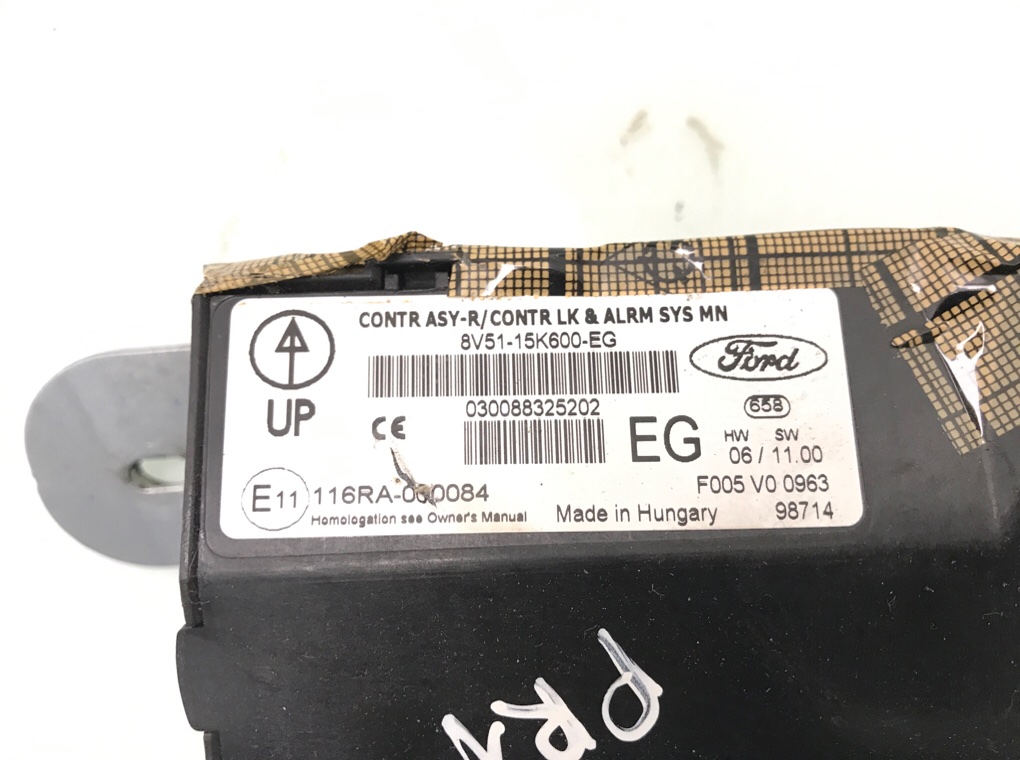 CONTR ASY-R/CONTR LK & ALRM SYS MN
8V51-15K600-EG
Ford
UP
030088325202
CE
EG
658
HW SW
06 / 11.00
E11 116RA-000084
F005 V0 0963
Homologation see Owner's Manual
Made in Hungary
98714